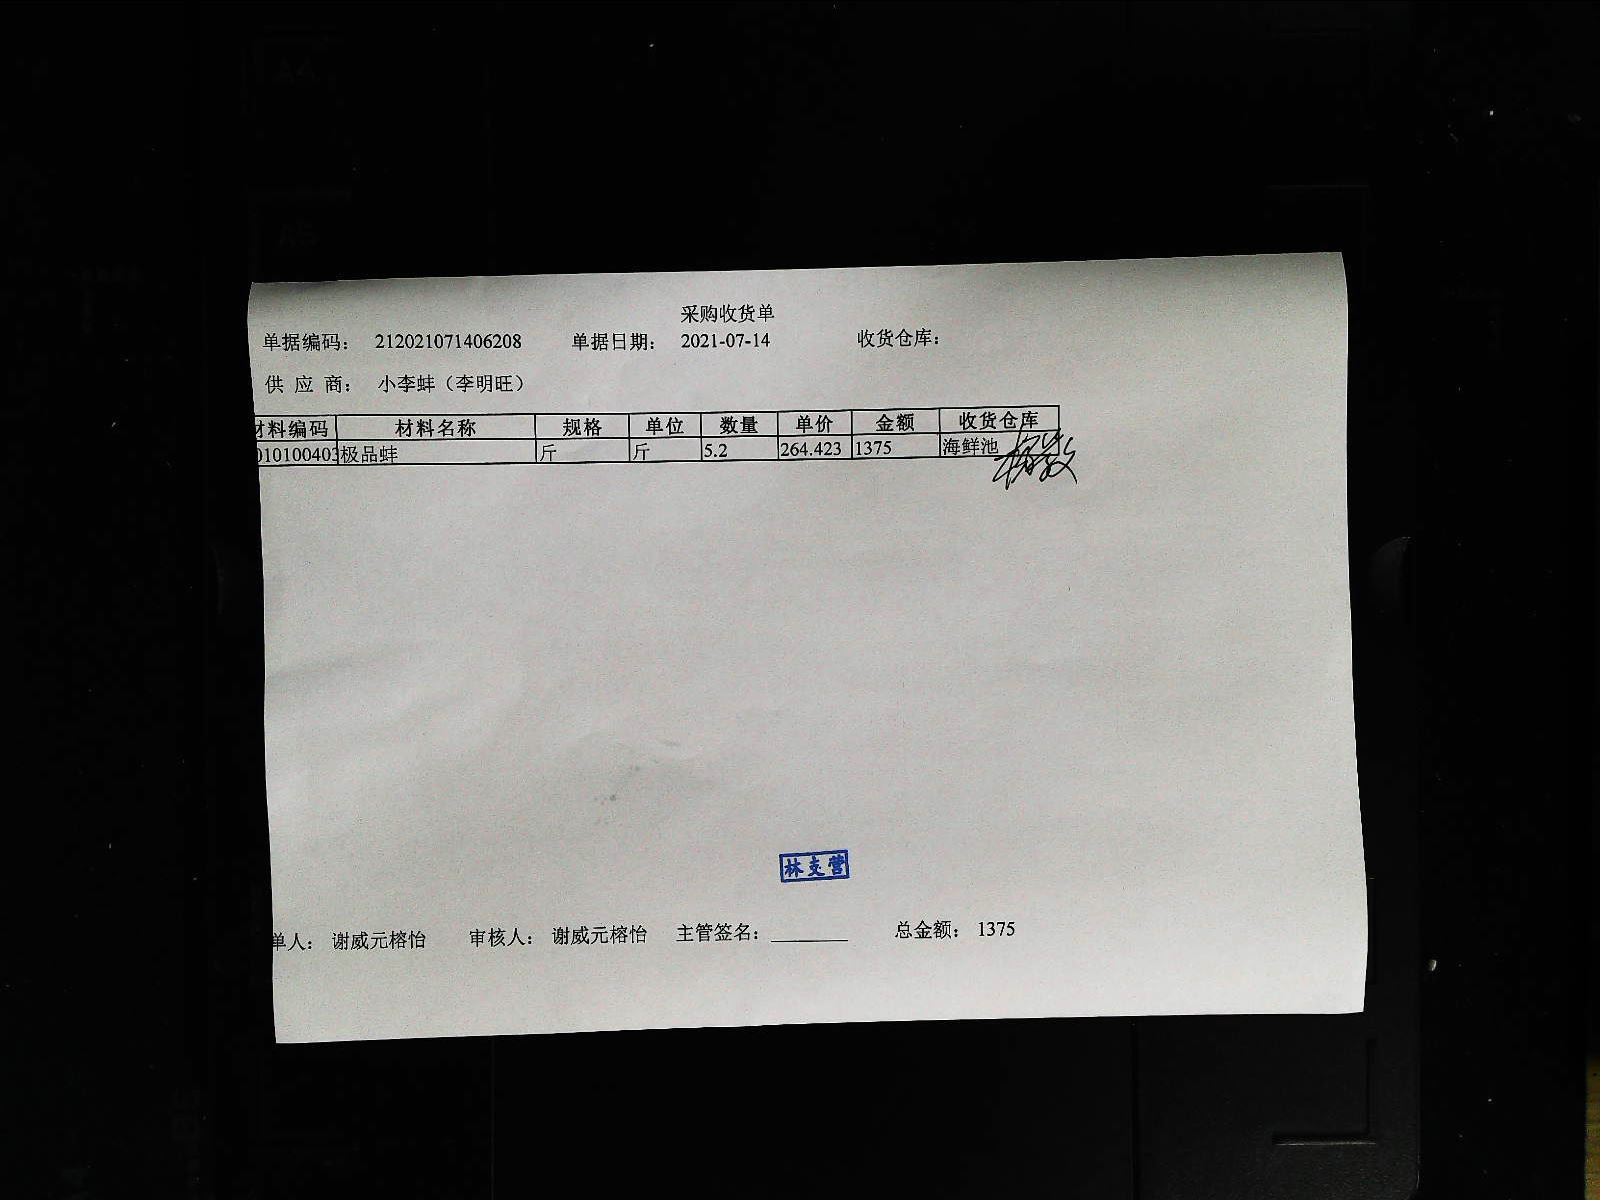 采购收货单
单据编码： 212021071406208 单据日期： 2021-07-14 收货仓库：
供 应 商： 小李蚌（李明旺）
材料编码 材料名称 规格 单位 数量 单价 金额 收货仓库
010100403 极品蚌 斤 斤 5.2 264.423 1375 海鲜池
林支营
单人： 谢威元榕怡 审核人： 谢威元榕怡 主管签名： 总金额： 1375